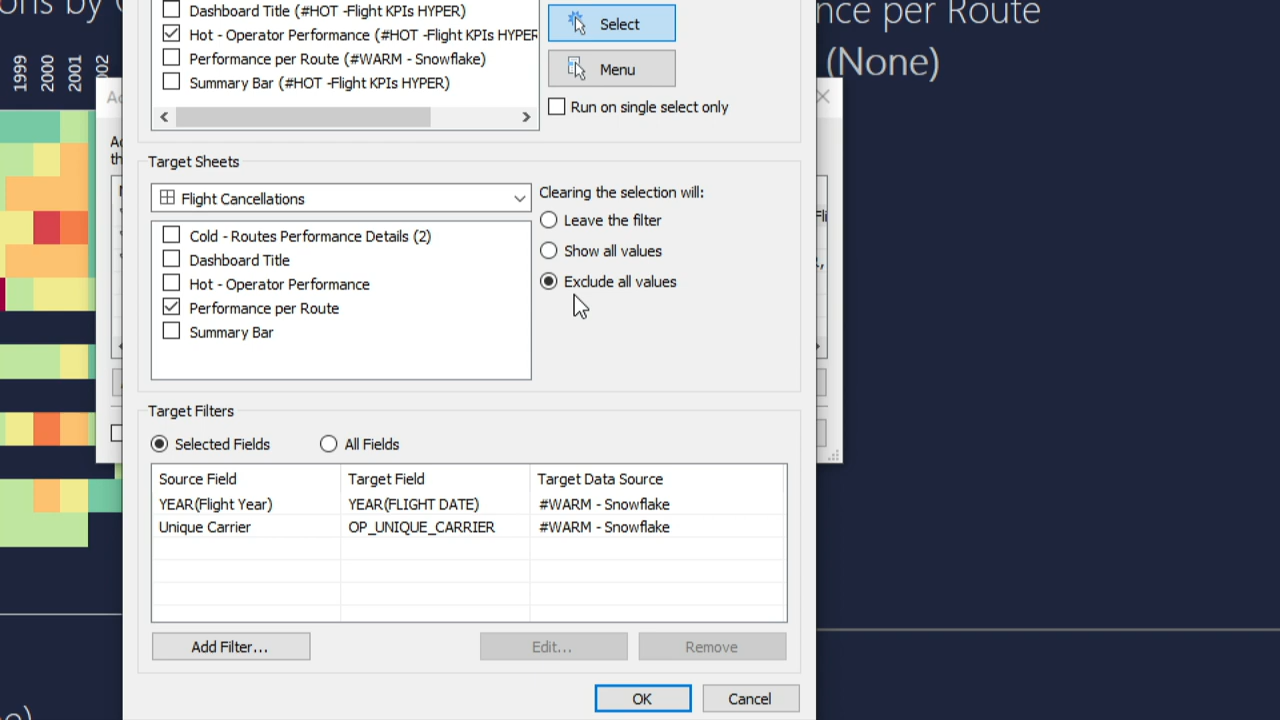 ons by
nce per Route
(None)
1999
2000
2001
Dashboard Title (#HOT -Flight KPIs HYPER)
Hot - Operator Performance (#HOT -Flight KPIs HYPER
Performance per Route (#WARM - Snowflake)
Summary Bar (#HOT -Flight KPIs HYPER)
Select
Menu
Run on single select only
Target Sheets
Flight Cancellations
Cold - Routes Performance Details (2)
Dashboard Title
Hot - Operator Performance
Performance per Route
Summary Bar
Clearing the selection will:
Leave the filter
Show all values
Exclude all values
Target Filters
Selected Fields
All Fields
Source Field Target Field Target Data Source
YEAR(Flight Year) YEAR(FLIGHT DATE) #WARM - Snowflake
Unique Carrier OP_UNIQUE_CARRIER #WARM - Snowflake
Add Filter...
Edit...
Remove
OK
Cancel